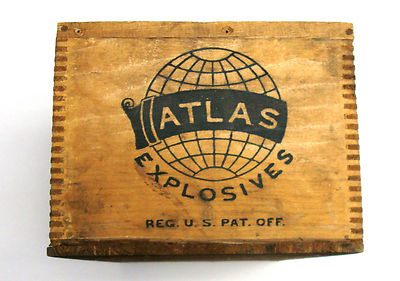 ATLAS
EXPLOSIVES
REG. U. S. PAT. OFF.